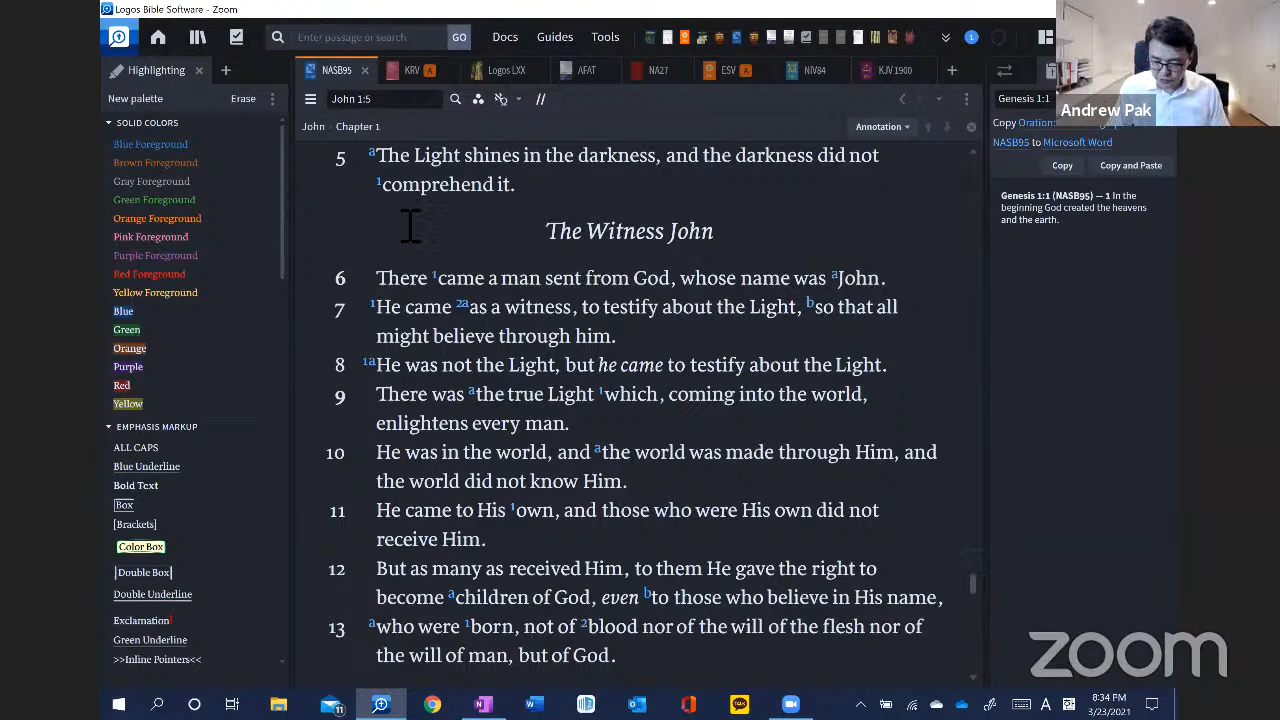 Logos Bible Software - Zoom
Enter passage or search GO Docs Guides Tools 1
Highlighting NASB95 KRV A Logos LXX AFAT NA27 ESV A NIV84 KJV 1900
New palette Erase John 1:5 Genesis 1:1
Andrew Pak
John › Chapter 1 Annotation
Copy Oration:
NASB95 to Microsoft Word
Copy Copy and Paste
Genesis 1:1 (NASB95) — 1 In the
beginning God created the heavens
and the earth.
SOLID COLORS
Blue Foreground
Brown Foreground
Gray Foreground
Green Foreground
Orange Foreground
Pink Foreground
Purple Foreground
Red Foreground
Yellow Foreground
Blue
Green
Orange
Purple
Red
Yellow
EMPHASIS MARKUP
ALL CAPS
Blue Underline
Bold Text
Box
[Brackets]
Color Box
Double Box
Double Underline
Exclamation!
Green Underline
>>Inline Pointers<<
5 aThe Light shines in the darkness, and the darkness did not
1comprehend it.
The Witness John
6 There 1came a man sent from God, whose name was aJohn.
7 1He came 2aas a witness, to testify about the Light, bso that all
might believe through him.
8 1aHe was not the Light, but he came to testify about the Light.
9 There was athe true Light 1which, coming into the world,
enlightens every man.
10 He was in the world, and athe world was made through Him, and
the world did not know Him.
11 He came to His 1own, and those who were His own did not
receive Him.
12 But as many as received Him, to them He gave the right to
become achildren of God, even bto those who believe in His name,
13 awho were 1born, not of 2blood nor of the will of the flesh nor of
the will of man, but of God.
zoom
11 TALK A 8:34 PM
3/23/2021